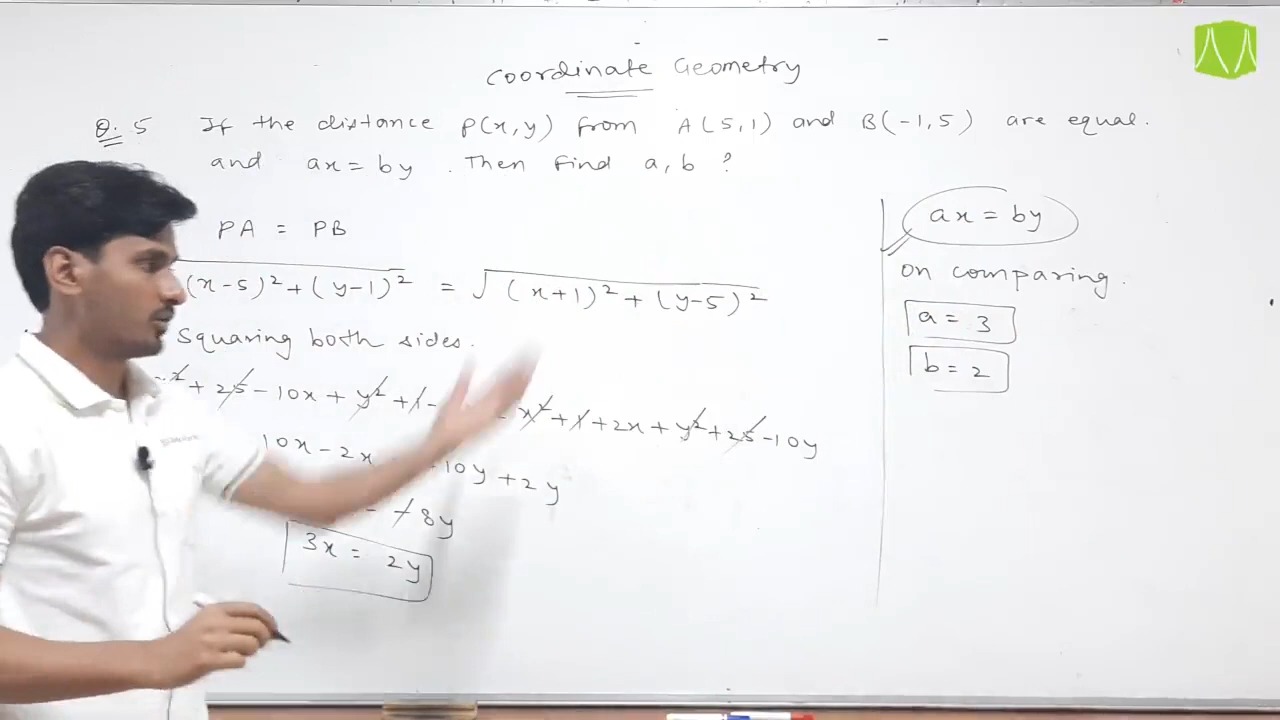 Coordinate Geometry
Q. 5 If the distance P(x,y) from A(5,1) and B(-1,5) are equal.
and ax = by . Then find a, b ?
PA = PB
(x-5)² + (y-1)² = √(x+1)² + (y-5)²
Squaring both sides.
+ 25 - 10x + y² + 1 - x² + 1 + 2x + y² + 25 - 10y
10x - 2x 10y + 2y
8y
3x = 2y
ax = by
on comparing.
a = 3
b = 2